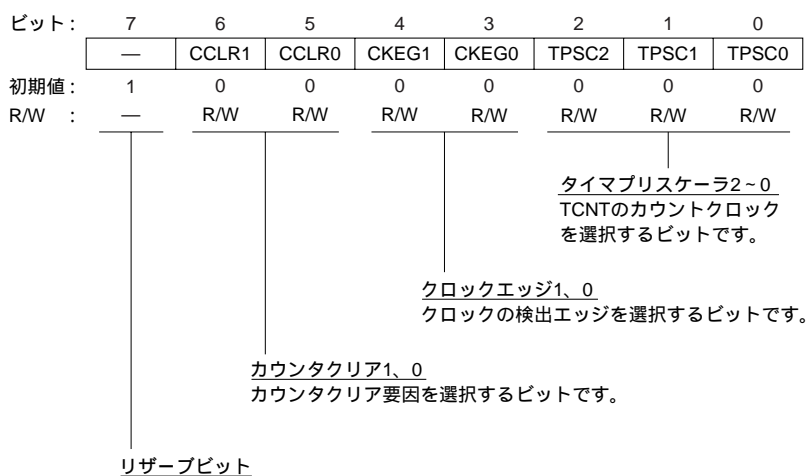 ビット: 7 6 5 4 3 2 1 0
— CCLR1 CCLR0 CKEG1 CKEG0 TPSC2 TPSC1 TPSC0
初期値: 1 0 0 0 0 0 0 0
R/W : — R/W R/W R/W R/W R/W R/W R/W
タイマプリスケーラ2~0
TCNTのカウントクロック
を選択するビットです。
クロックエッジ1、0
クロックの検出エッジを選択するビットです。
カウンタクリア1、0
カウンタクリア要因を選択するビットです。
リザーブビット